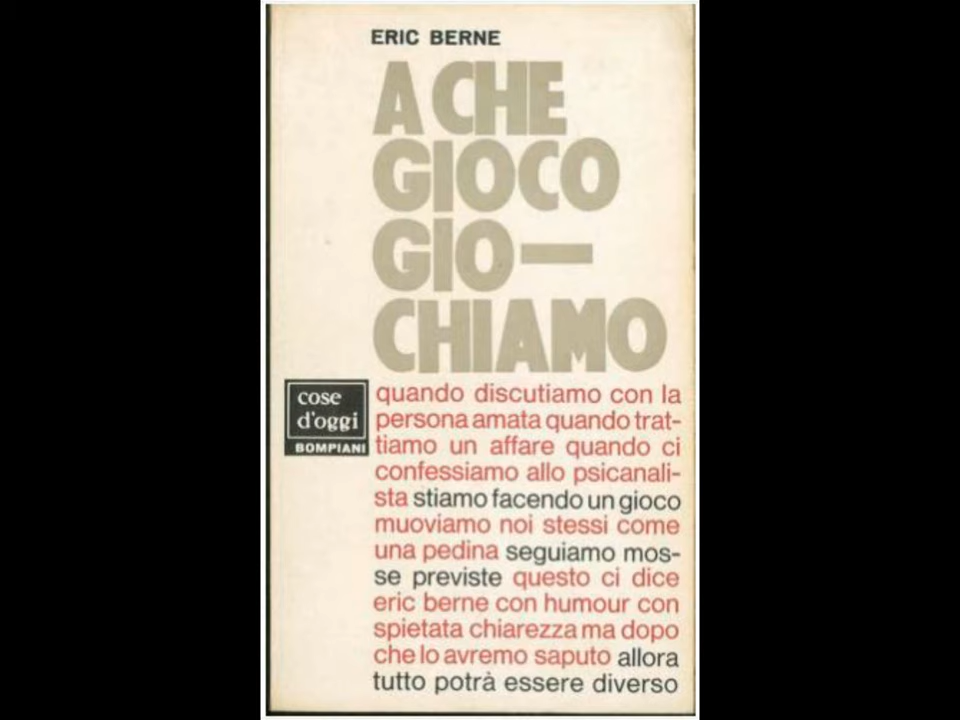 ERIC BERNE
A CHE
GIOCO
GIO—
CHIAMO
cose
d'oggi
BOMPIANI
quando discutiamo con la
persona amata quando trat-
tiamo un affare quando ci
confessiamo allo psicanali-
sta stiamo facendo un gioco
muoviamo noi stessi come
una pedina seguiamo mos-
se previste questo ci dice
eric berne con humour con
spietata chiarezza ma dopo
che lo avremo saputo allora
tutto potrà essere diverso